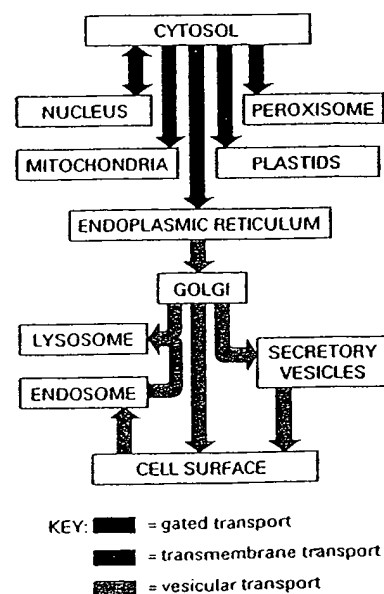 CYTOSOL
NUCLEUS
PEROXISOME
MITOCHONDRIA
PLASTIDS
ENDOPLASMIC RETICULUM
GOLGI
LYSOSOME
SECRETORY
VESICLES
ENDOSOME
CELL SURFACE
KEY: = gated transport
= transmembrane transport
= vesicular transport